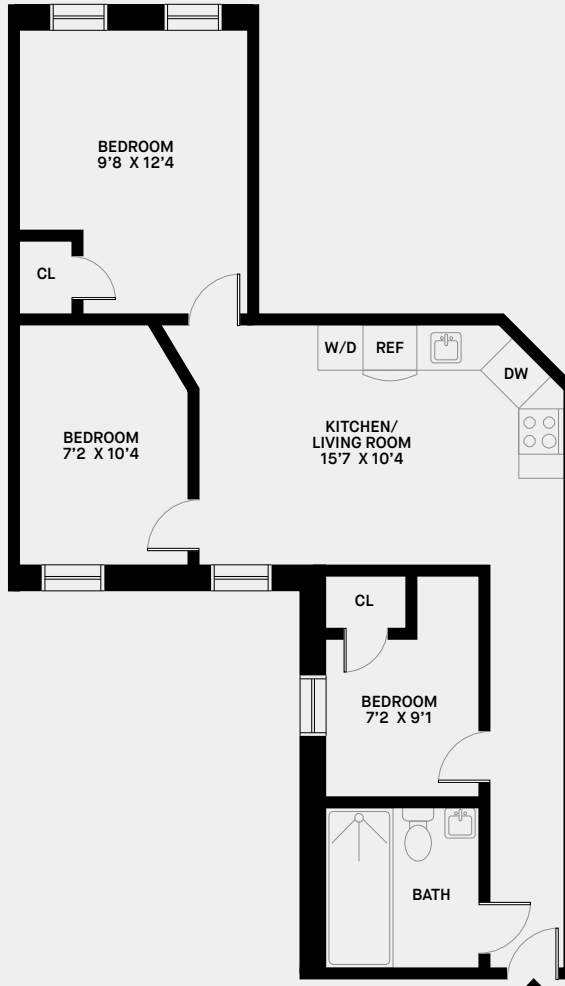 BEDROOM
9'8 X 12'4
CL
W/D
REF
DW
BEDROOM
7'2 X 10'4
KITCHEN/
LIVING ROOM
15'7 X 10'4
CL
BEDROOM
7'2 X 9'1
BATH